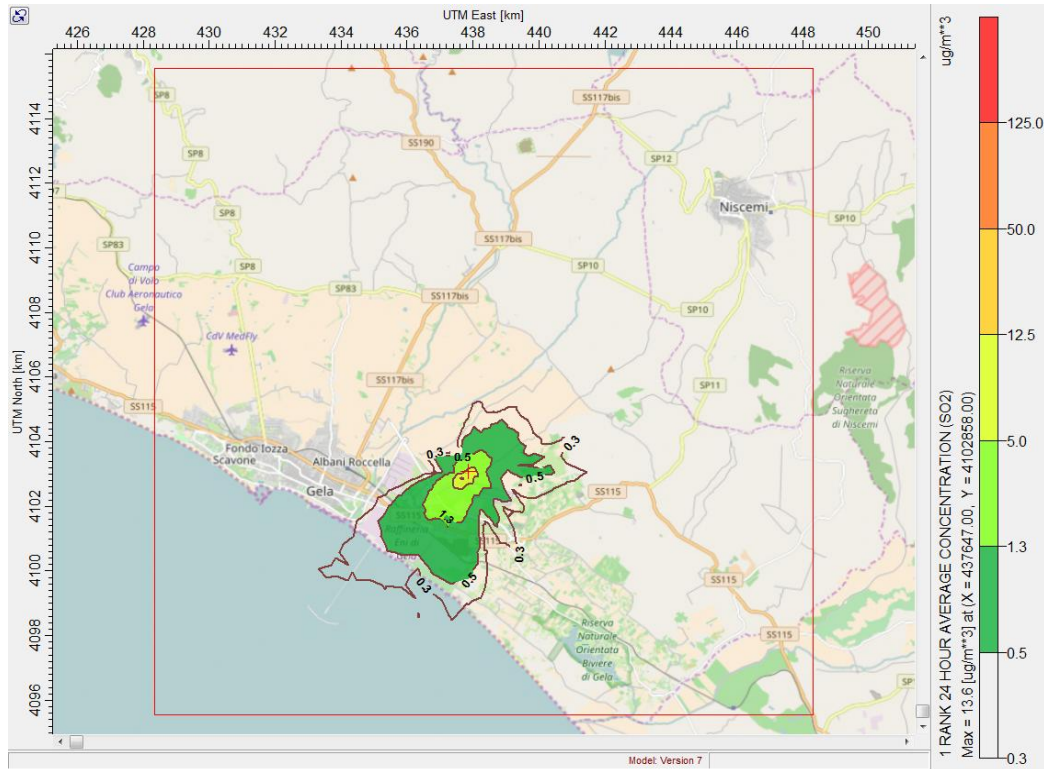 UTM East [km]
426 428 430 432 434 436 438 440 442 444 446 448 450
UTM North [km]
4114
4112
4110
4108
4106
4104
4102
4100
4098
4096
SP8
SS117bis
SS190
SP8
SP12
Niscemi
SP10
SP8
SS117bis
SP83
Campo
di Volo
Club Aeronautico
Gela
SP8
SP10
SP83
SS117bis
SP10
CdV MedFly
SS117bis
SP11
Riserva
Naturale
Orientata
Sughereta
di Niscemi
SS115
Fondo Iozza
Scavone
Albani Roccella
Gela
0.3
0.5
0.3
0.5
SS115
1.3
SS115
Raffineria
Eni di
Gela
SS115
0.3
0.3
0.5
SS115
Riserva
Naturale
Orientata
Biviere
di Gela
SS115
Model: Version 7
1 RANK 24 HOUR AVERAGE CONCENTRATION (SO2)
ug/m**3
Max = 13.6 [ug/m**3] at (X = 437647.00, Y = 4102858.00)
125.0
50.0
12.5
5.0
1.3
0.5
0.3